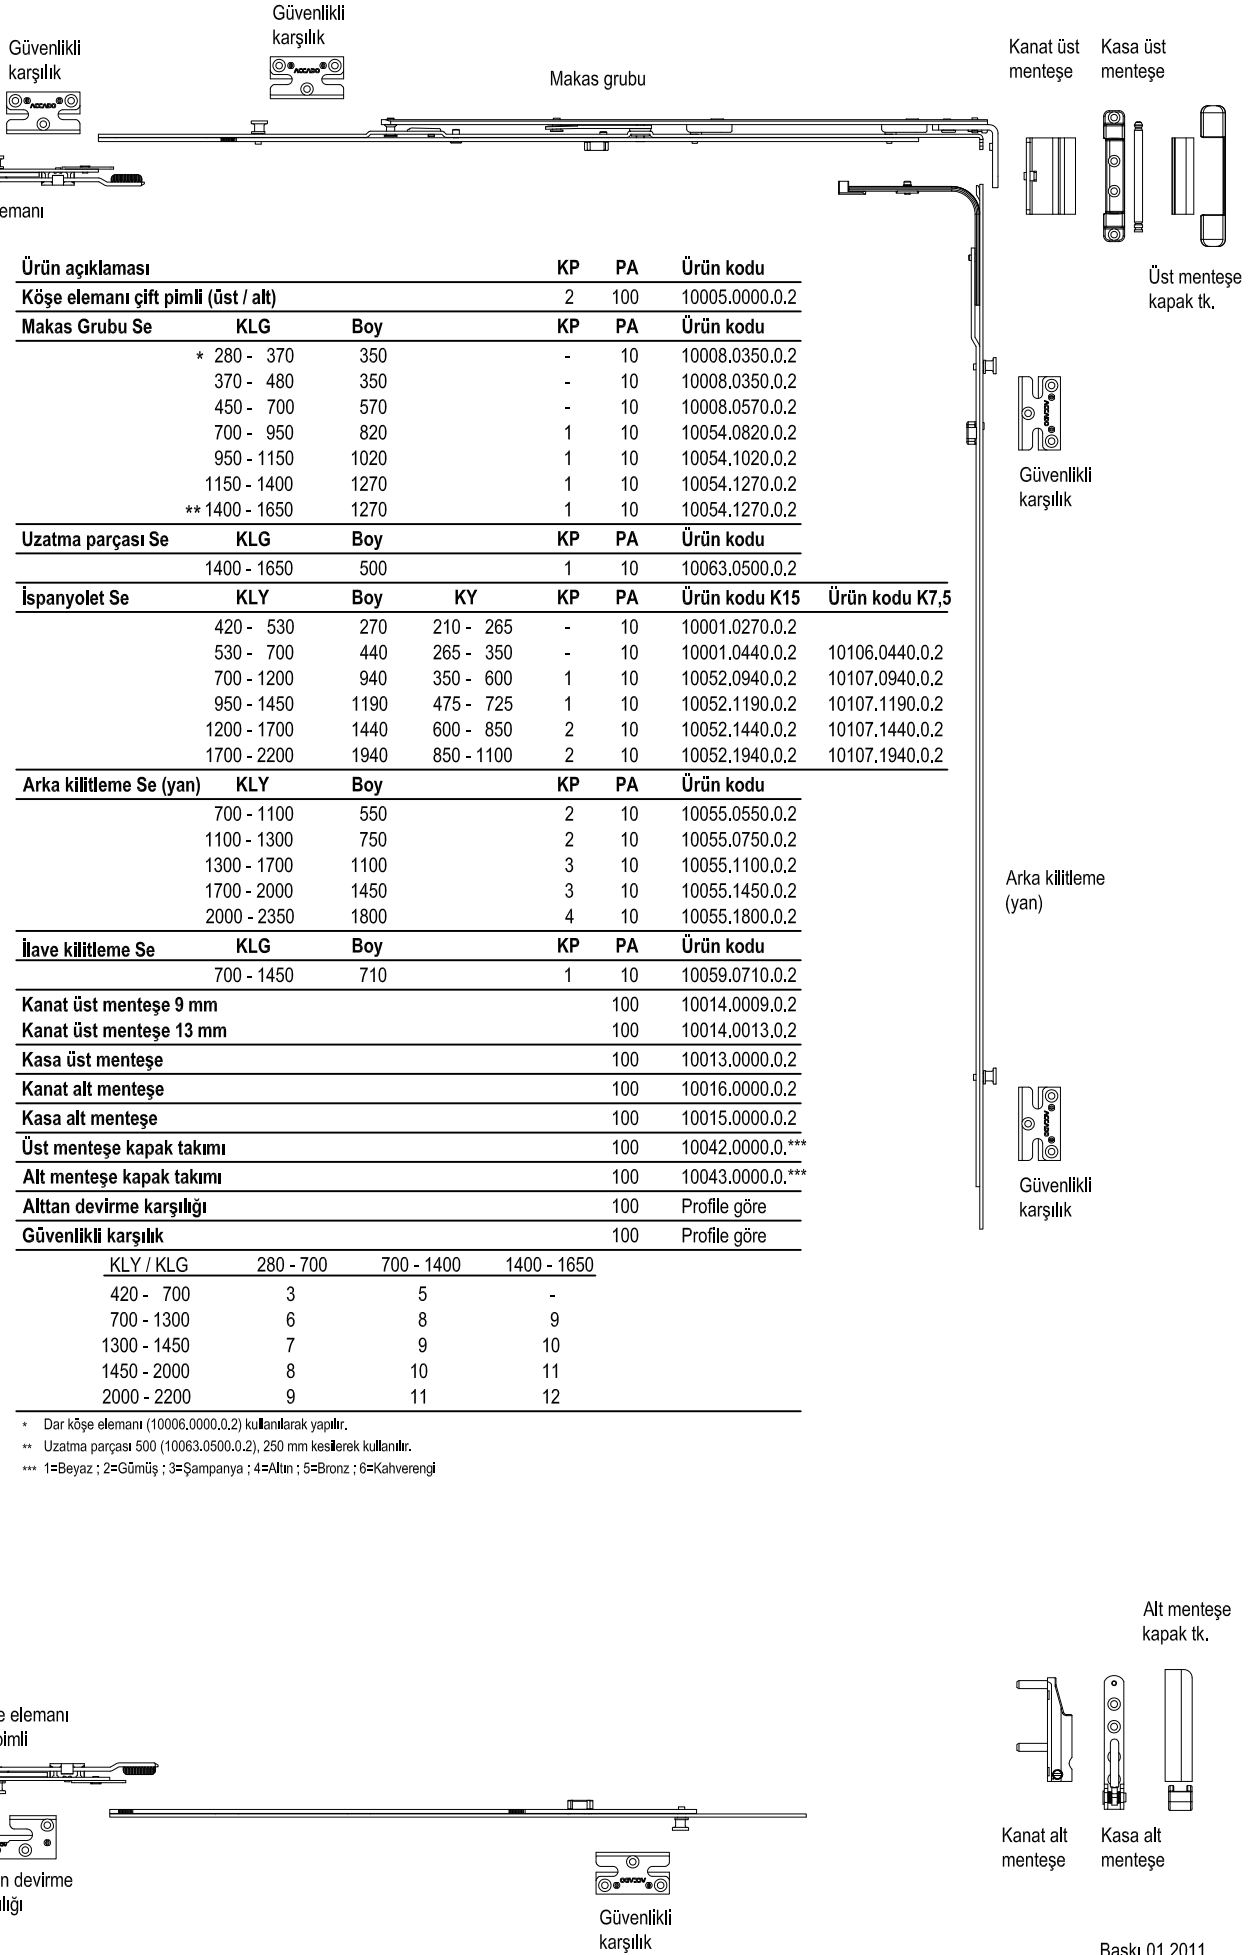 Güvenlikli
karşılık
Güvenlikli
karşılık
Makas grubu
Kanat üst
menteşe
Kasa üst
menteşe
ACCADO
ACCADO
emanı
Üst menteşe
kapak tk.
Ürün açıklaması KP PA Ürün kodu
Köşe elemanı çift pimli (üst / alt) 2 100 10005.0000.0.2
Makas Grubu Se KLG Boy KP PA Ürün kodu
* 280 - 370 350 - 10 10008.0350.0.2
370 - 480 350 - 10 10008.0350.0.2
450 - 700 570 - 10 10008.0570.0.2
700 - 950 820 1 10 10054.0820.0.2
950 - 1150 1020 1 10 10054.1020.0.2
1150 - 1400 1270 1 10 10054.1270.0.2
** 1400 - 1650 1270 1 10 10054.1270.0.2
Uzatma parçası Se KLG Boy KP PA Ürün kodu
1400 - 1650 500 1 10 10063.0500.0.2
İspanyolet Se KLY Boy KY KP PA Ürün kodu K15 Ürün kodu K7,5
420 - 530 270 210 - 265 - 10 10001.0270.0.2
530 - 700 440 265 - 350 - 10 10001.0440.0.2 10106.0440.0.2
700 - 1200 940 350 - 600 1 10 10052.0940.0.2 10107.0940.0.2
950 - 1450 1190 475 - 725 1 10 10052.1190.0.2 10107.1190.0.2
1200 - 1700 1440 600 - 850 2 10 10052.1440.0.2 10107.1440.0.2
1700 - 2200 1940 850 - 1100 2 10 10052.1940.0.2 10107.1940.0.2
Arka kilitleme Se (yan) KLY Boy KP PA Ürün kodu
700 - 1100 550 2 10 10055.0550.0.2
1100 - 1300 750 2 10 10055.0750.0.2
1300 - 1700 1100 3 10 10055.1100.0.2
1700 - 2000 1450 3 10 10055.1450.0.2
2000 - 2350 1800 4 10 10055.1800.0.2
İlave kilitleme Se KLG Boy KP PA Ürün kodu
700 - 1450 710 1 10 10059.0710.0.2
Kanat üst menteşe 9 mm 100 10014.0009.0.2
Kanat üst menteşe 13 mm 100 10014.0013.0.2
Kasa üst menteşe 100 10013.0000.0.2
Kanat alt menteşe 100 10016.0000.0.2
Kasa alt menteşe 100 10015.0000.0.2
Üst menteşe kapak takımı 100 10042.0000.0.***
Alt menteşe kapak takımı 100 10043.0000.0.***
Alttan devirme karşılığı 100 Profile göre
Güvenlikli karşılık 100 Profile göre
KLY / KLG 280 - 700 700 - 1400 1400 - 1650
420 - 700 3 5 -
700 - 1300 6 8 9
1300 - 1450 7 9 10
1450 - 2000 8 10 11
2000 - 2200 9 11 12
* Dar köşe elemanı (10006.0000.0.2) kullanılarak yapılır.
** Uzatma parçası 500 (10063.0500.0.2), 250 mm kesilerek kullanılır.
*** 1=Beyaz ; 2=Gümüş ; 3=Şampanya ; 4=Altın ; 5=Bronz ; 6=Kahverengi
ACCADO
Güvenlikli
karşılık
Arka kilitleme
(yan)
ACCADO
Güvenlikli
karşılık
Alt menteşe
kapak tk.
e elemanı
pimli
Kanat alt
menteşe
Kasa alt
menteşe
n devirme
ılığı
ACCADO
Güvenlikli
karşılık
Baskı 01.2011